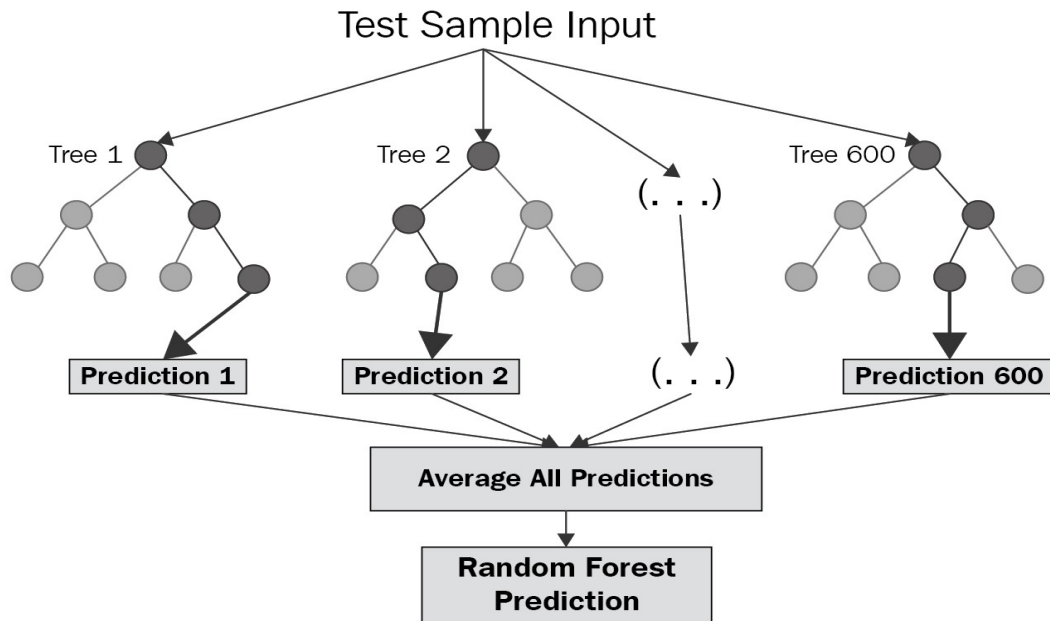 Test Sample Input
Tree 1
Tree 2
Tree 600
(. . .)
Prediction 1
Prediction 2
(. . .)
Prediction 600
Average All Predictions
Random Forest
Prediction